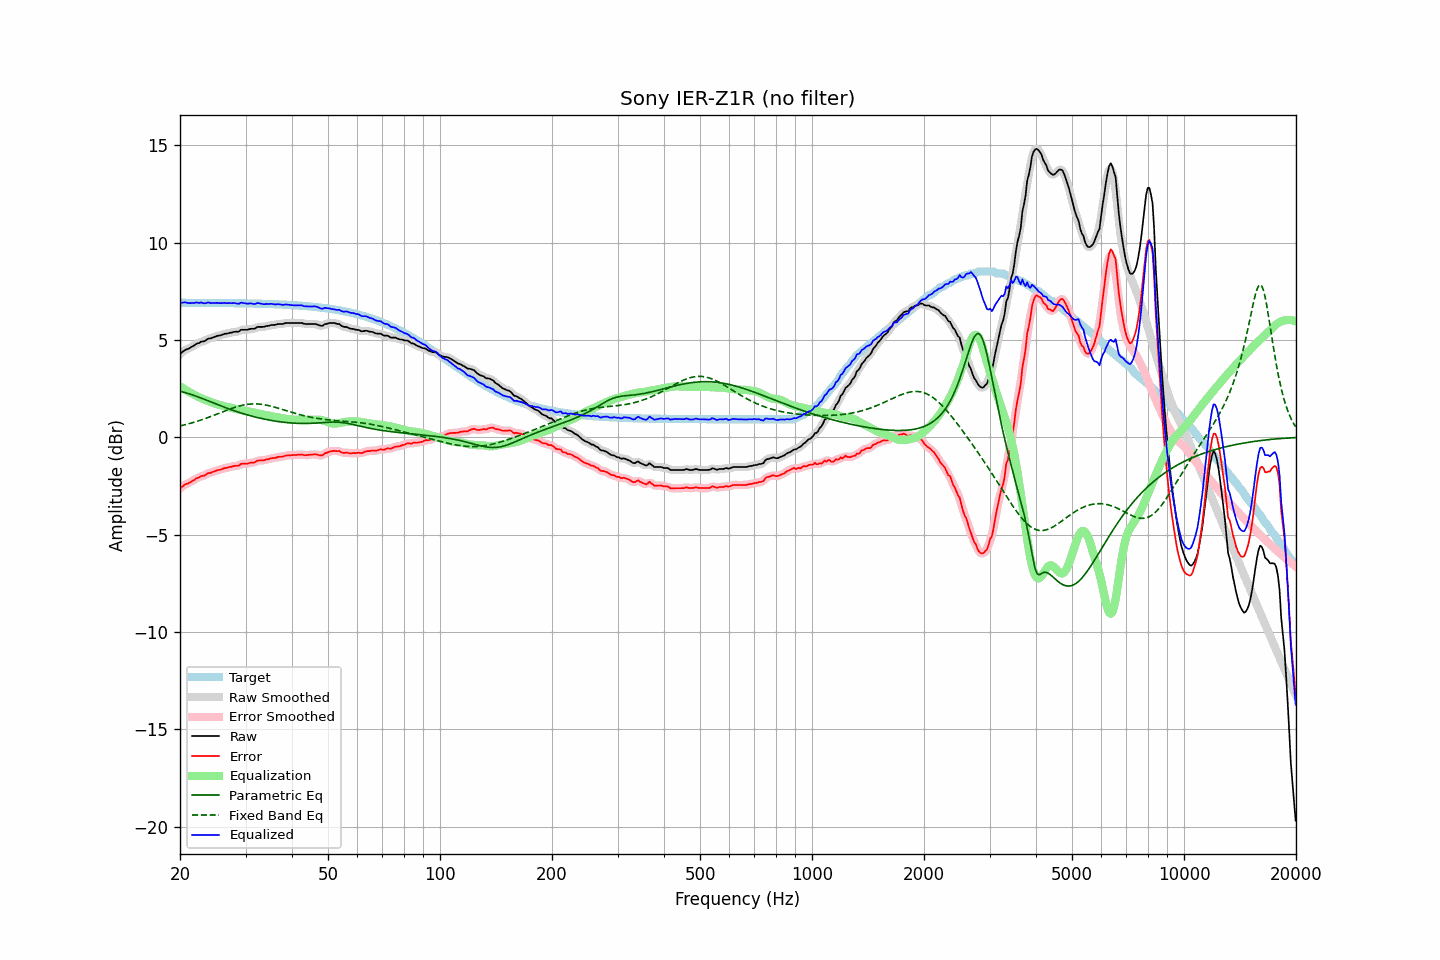 Sony IER-Z1R (no filter)
15
10
5
0
−5
−10
−15
−20
Amplitude (dBr)
Target
Raw Smoothed
Error Smoothed
Raw
Error
Equalization
Parametric Eq
Fixed Band Eq
Equalized
20 50 100 200 500 1000 2000 5000 10000 20000
Frequency (Hz)